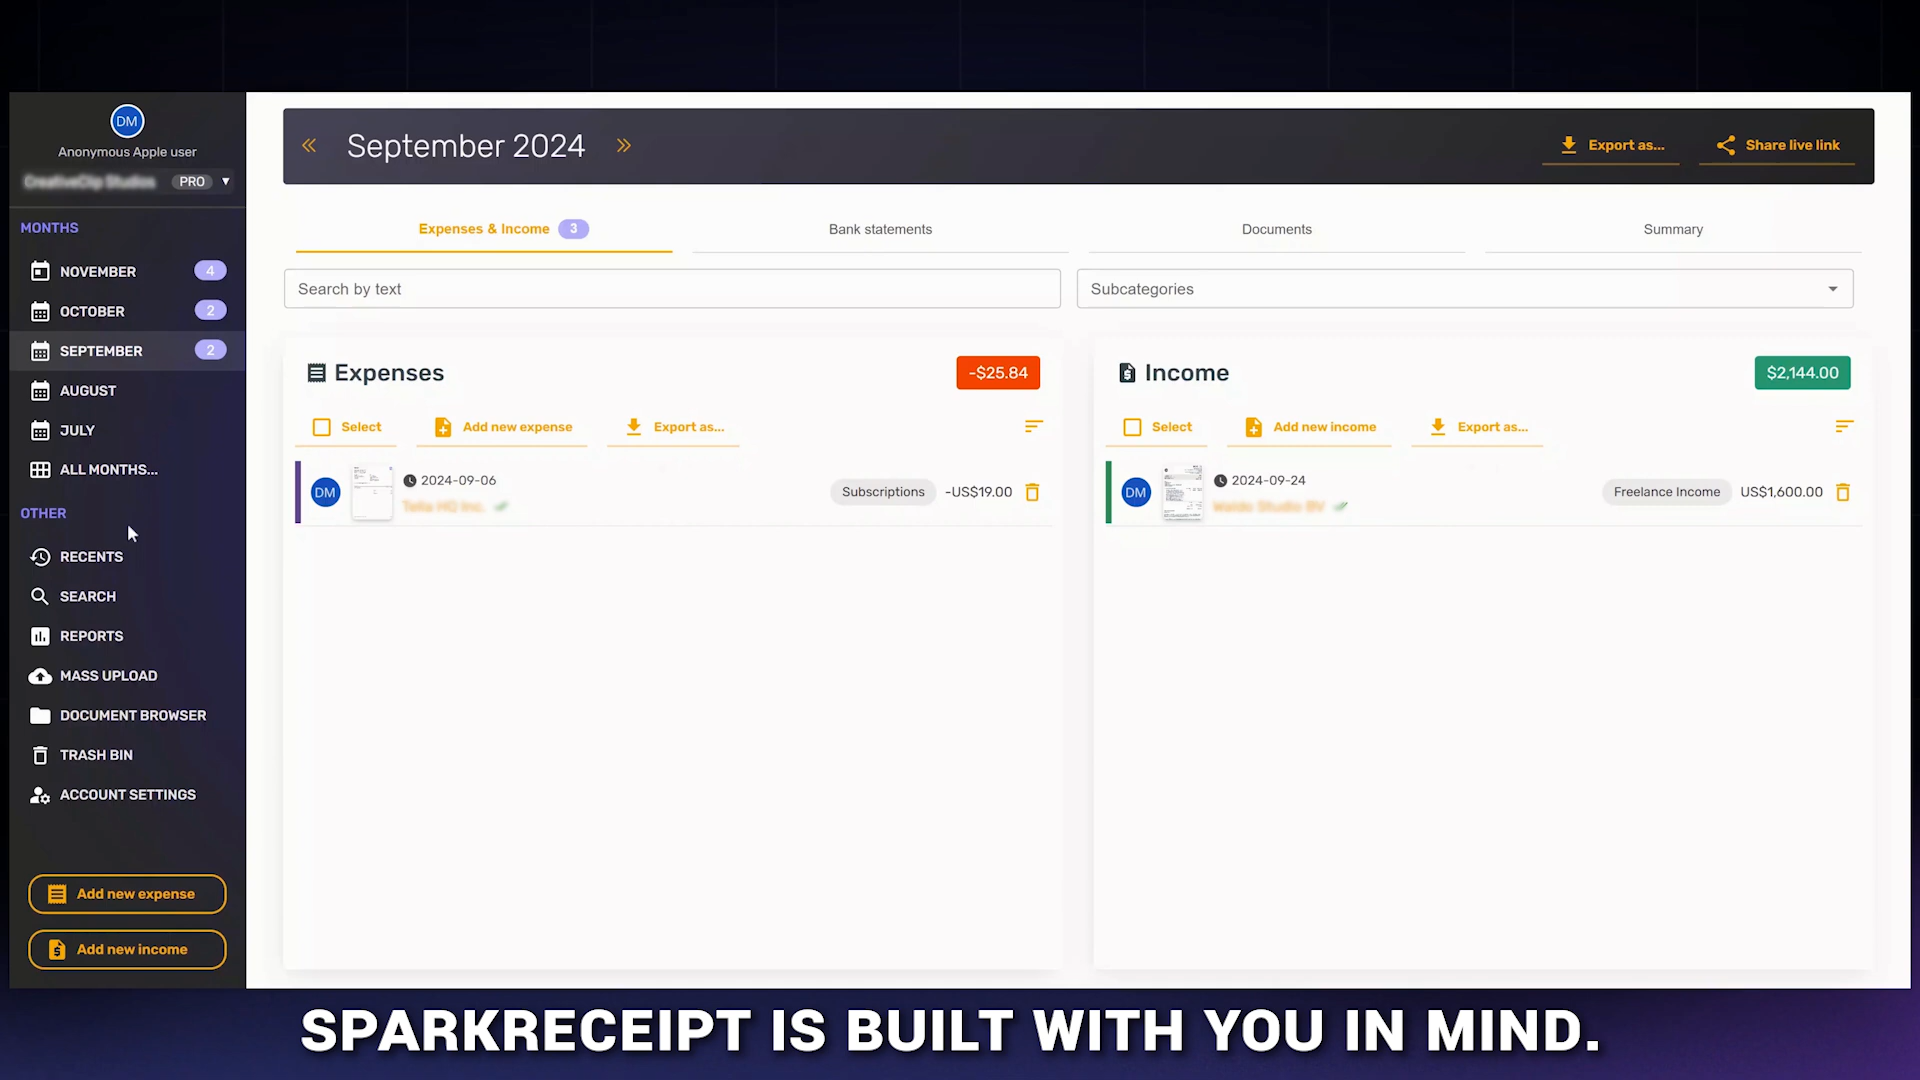 DM
Anonymous Apple user
PRO
MONTHS
NOVEMBER 4
OCTOBER 2
SEPTEMBER 2
AUGUST
JULY
ALL MONTHS...
OTHER
RECENTS
SEARCH
REPORTS
MASS UPLOAD
DOCUMENT BROWSER
TRASH BIN
ACCOUNT SETTINGS
Add new expense
Add new income
September 2024
Export as...
Share live link
Expenses & Income 3
Bank statements
Documents
Summary
Search by text
Subcategories
Expenses
-$25.84
Select
Add new expense
Export as...
DM
2024-09-06
Subscriptions
-US$19.00
Income
$2,144.00
Select
Add new income
Export as...
DM
2024-09-24
Freelance Income
US$1,600.00
SPARKRECEIPT IS BUILT WITH YOU IN MIND.